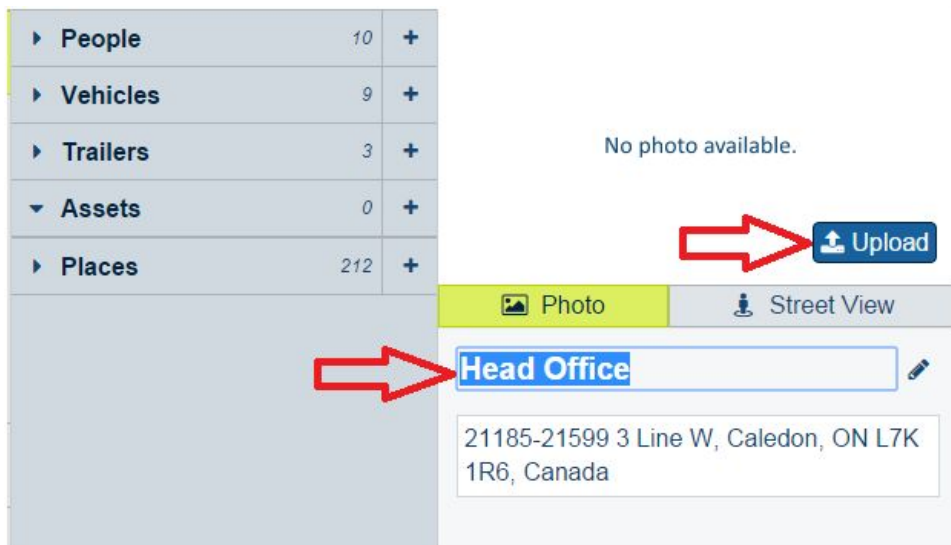 People 10 +
Vehicles 9 +
Trailers 3 +
Assets 0 +
Places 212 +
No photo available.
Upload
Photo
Street View
Head Office
21185-21599 3 Line W, Caledon, ON L7K
1R6, Canada